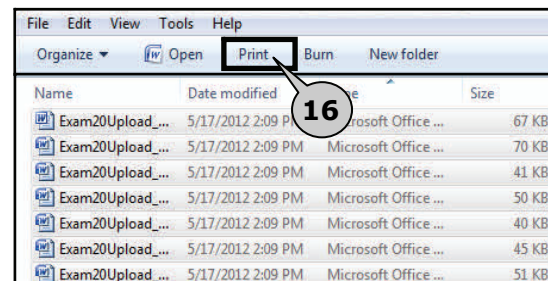 File Edit View Tools Help
Organize Open Print Burn New folder
Name Date modified Size
16
Exam20Upload_... 5/17/2012 2:09 Microsoft Office ... 67 KB
Exam20Upload_... 5/17/2012 2:09 PM Microsoft Office ... 70 KB
Exam20Upload_... 5/17/2012 2:09 PM Microsoft Office ... 41 KB
Exam20Upload_... 5/17/2012 2:09 PM Microsoft Office ... 50 KB
Exam20Upload_... 5/17/2012 2:09 PM Microsoft Office ... 40 KB
Exam20Upload_... 5/17/2012 2:09 PM Microsoft Office ... 45 KB
Exam20Upload_... 5/17/2012 2:09 PM Microsoft Office ... 51 KB